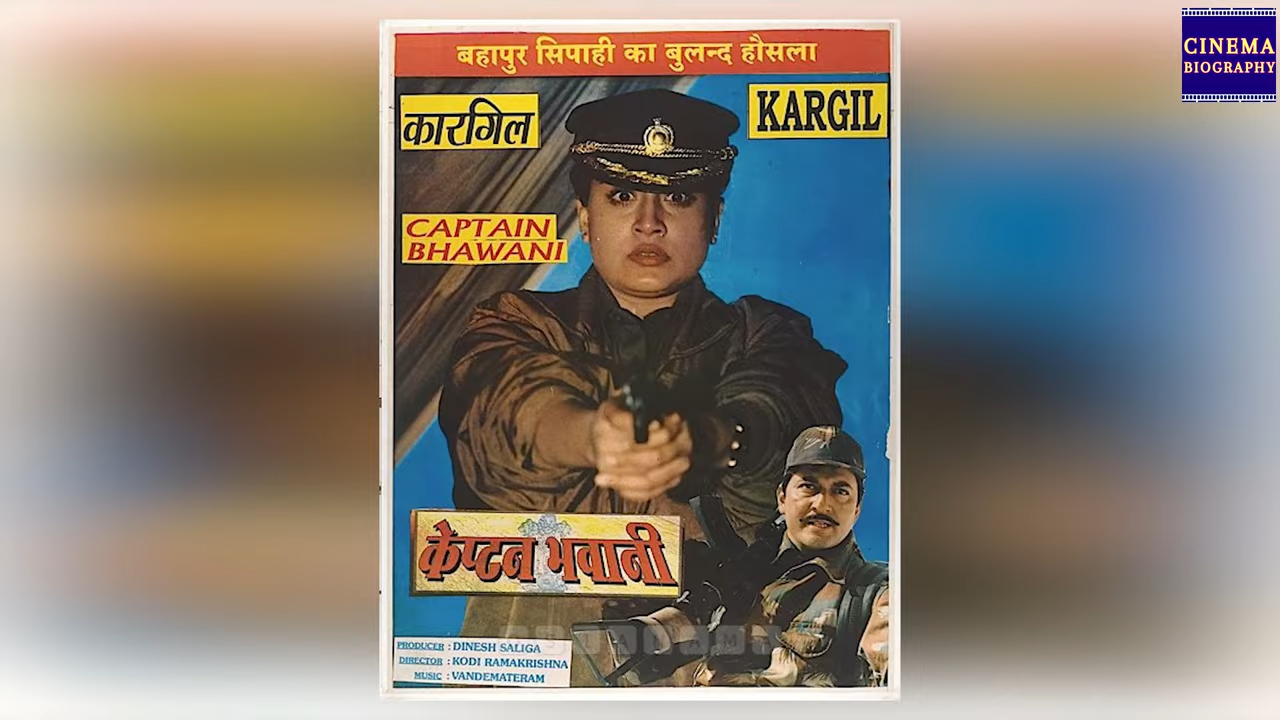 CINEMA
BIOGRAPHY
बहापुर सिपाही का बुलन्द हौसला
कारगिल
KARGIL
CAPTAIN
BHAWANI
केप्टन भवानी
PRODUCER : DINESH SALIGA
DIRECTOR : KODI RAMAKRISHNA
MUSIC : VANDEMATERAM